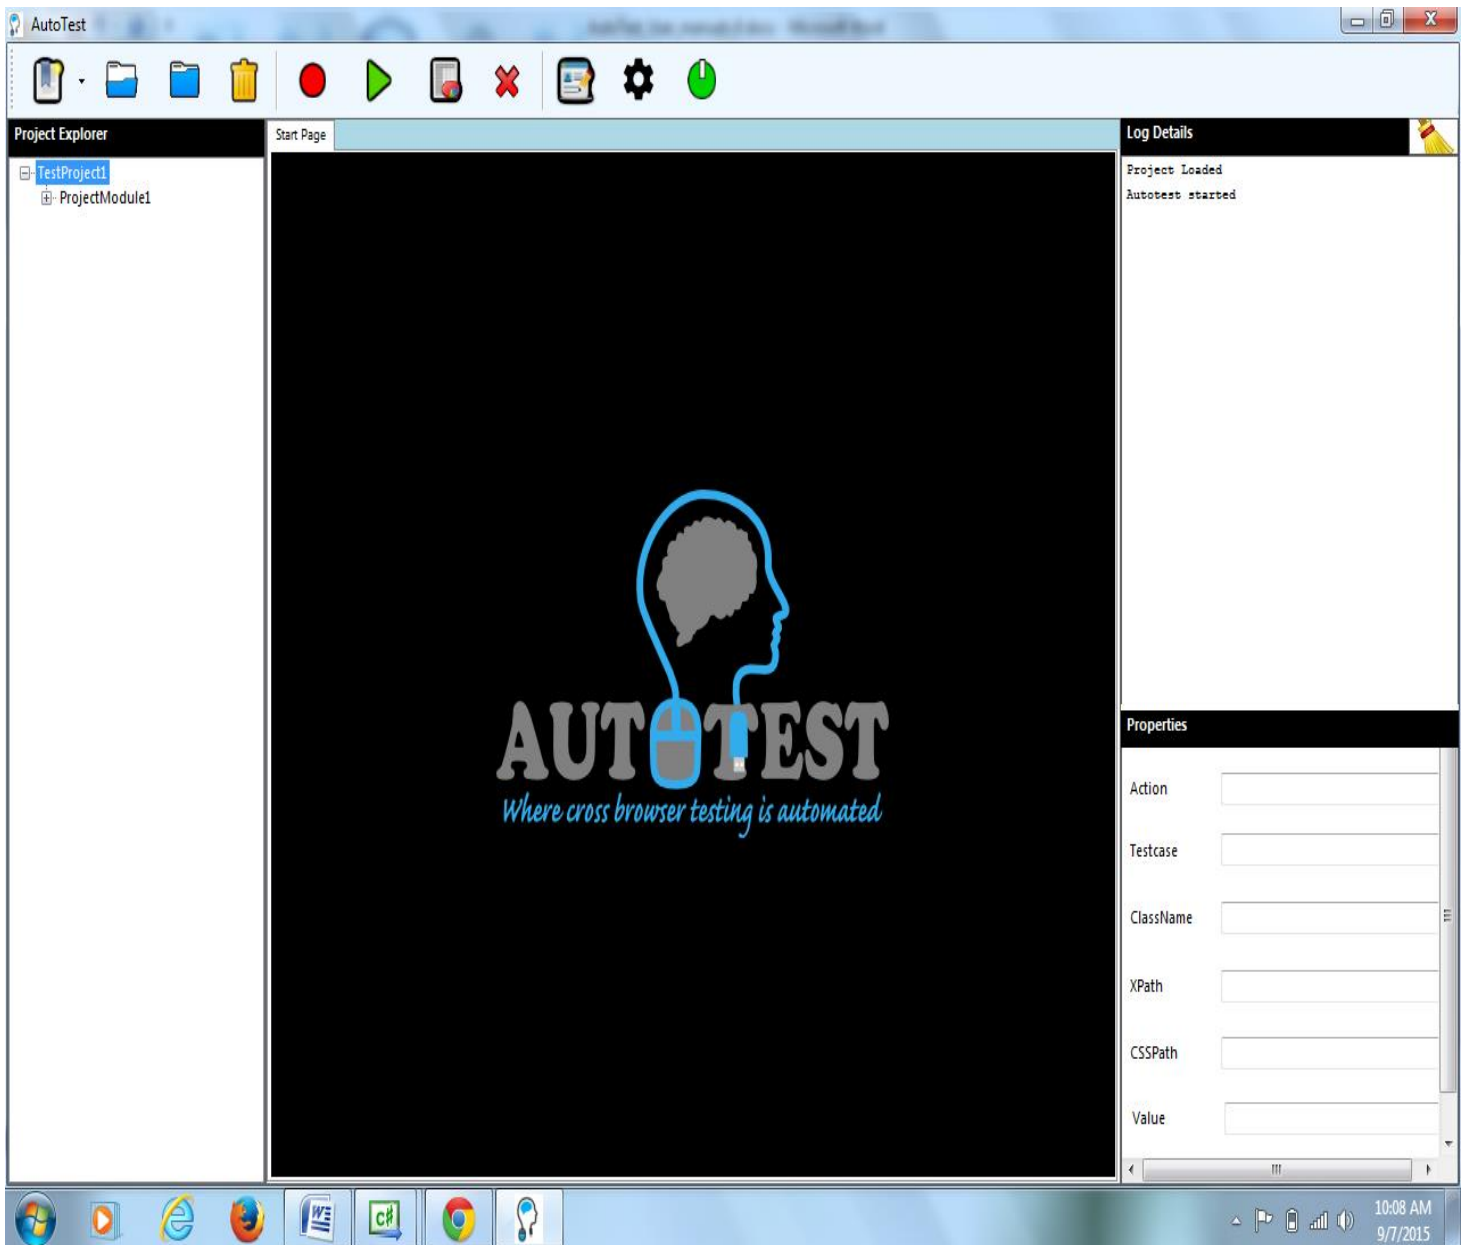 AutoTest
Project Explorer
TestProject1
ProjectModule1
Start Page
AUTOTEST
Where cross browser testing is automated
Log Details
Project Loaded
Autotest started
Properties
Action
Testcase
ClassName
XPath
CSSPath
Value
10:08 AM
9/7/2015